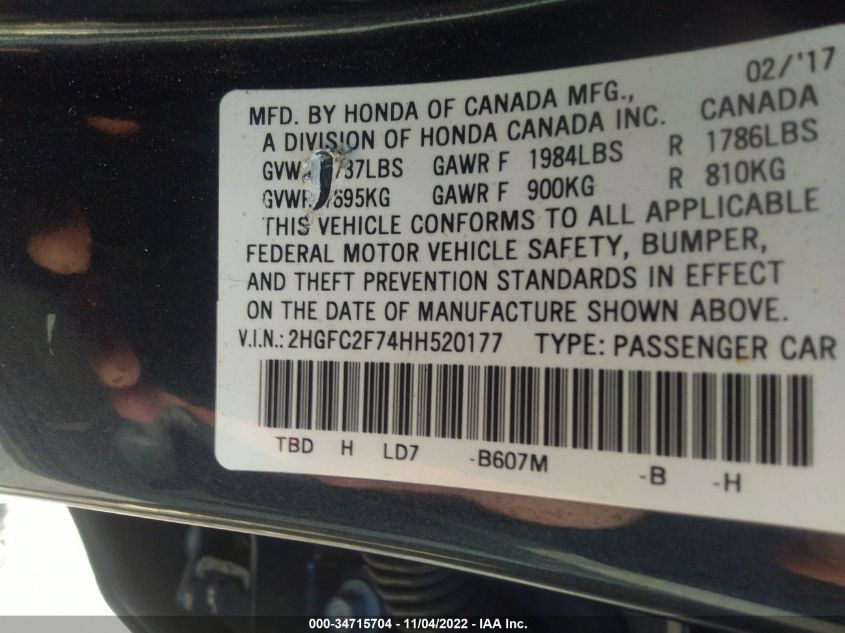 02/'17
MFD. BY HONDA OF CANADA MFG.,
A DIVISION OF HONDA CANADA INC. CANADA
GAWR F 1984LBS R 1786LBS
GAWR F 900KG R 810KG
THIS VEHICLE CONFORMS TO ALL APPLICABLE
FEDERAL MOTOR VEHICLE SAFETY, BUMPER,
AND THEFT PREVENTION STANDARDS IN EFFECT
ON THE DATE OF MANUFACTURE SHOWN ABOVE.
V.I.N.: 2HGFC2F74HH520177 TYPE: PASSENGER CAR
TBD H LD7 -B607M -B -H
000-34715704 - 11/04/2022 - IAA Inc.